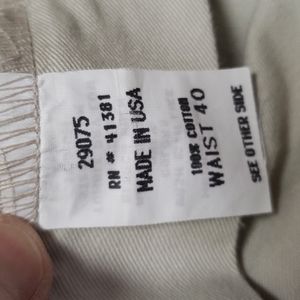 29075
RN # 41381
MADE IN USA
100% COTTON
WAIST 40
SEE OTHER SIDE